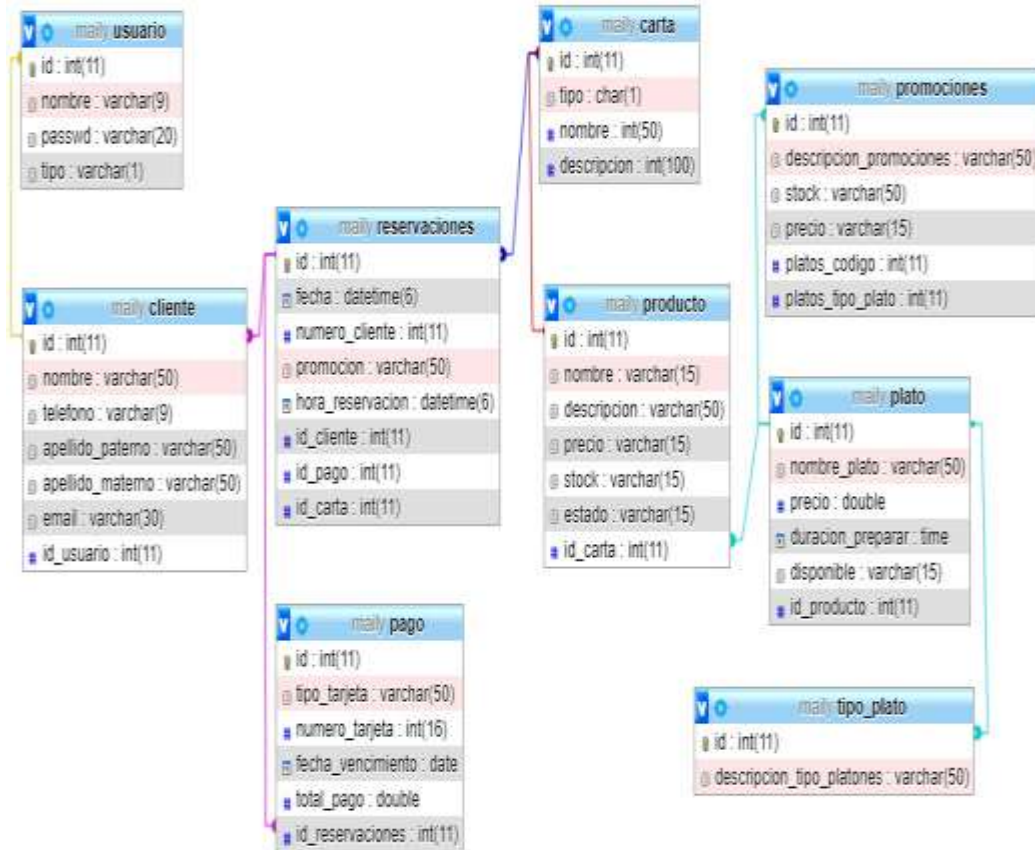 maily usuario
id : int(11)
nombre : varchar(9)
passwd : varchar(20)
tipo : varchar(1)
maily cliente
id : int(11)
nombre : varchar(50)
telefono : varchar(9)
apellido_paterno : varchar(50)
apellido_materno : varchar(50)
email : varchar(30)
id_usuario : int(11)
maily reservaciones
id : int(11)
fecha : datetime(6)
numero_cliente : int(11)
promocion : varchar(50)
hora_reservacion : datetime(6)
id_cliente : int(11)
id_pago : int(11)
id_carta : int(11)
maily pago
id : int(11)
tipo_tarjeta : varchar(50)
numero_tarjeta : int(16)
fecha_vencimiento : date
total_pago : double
id_reservaciones : int(11)
maily carta
id : int(11)
tipo : char(1)
nombre : int(50)
descripcion : int(100)
maily producto
id : int(11)
nombre : varchar(15)
descripcion : varchar(50)
precio : varchar(15)
stock : varchar(15)
estado : varchar(15)
id_carta : int(11)
maily promociones
id : int(11)
descripcion_promociones : varchar(50)
stock : varchar(50)
precio : varchar(15)
platos_codigo : int(11)
platos_tipo_plato : int(11)
maily plato
id : int(11)
nombre_plato : varchar(50)
precio : double
duracion_preparar : time
disponible : varchar(15)
id_producto : int(11)
maily tipo_plato
id : int(11)
descripcion_tipo_platones : varchar(50)